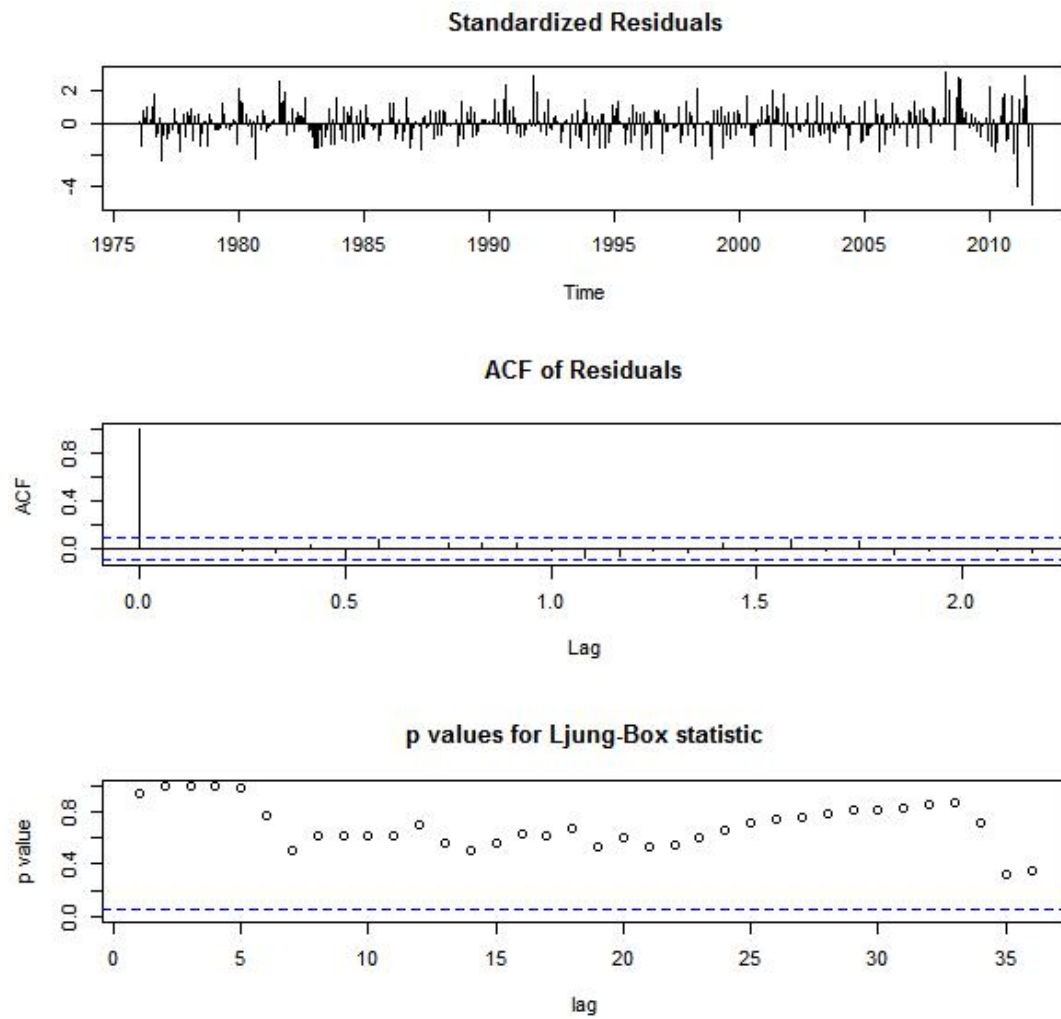 Standardized Residuals
2
0
-4
1975 1980 1985 1990 1995 2000 2005 2010
Time
ACF of Residuals
ACF
0.8
0.4
0.0
0.0 0.5 1.0 1.5 2.0
Lag
p values for Ljung-Box statistic
p value
0.8
0.4
0.0
0 5 10 15 20 25 30 35
lag